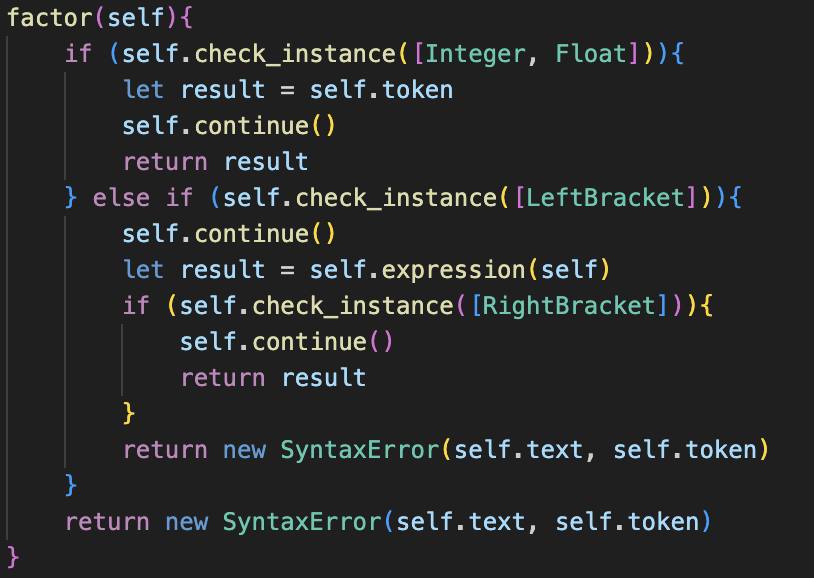 factor(self){
    if (self.check_instance([Integer, Float])){
        let result = self.token
        self.continue()
        return result
    } else if (self.check_instance([LeftBracket])){
        self.continue()
        let result = self.expression(self)
        if (self.check_instance([RightBracket])){
            self.continue()
            return result
        }
        return new SyntaxError(self.text, self.token)
    }
    return new SyntaxError(self.text, self.token)
}